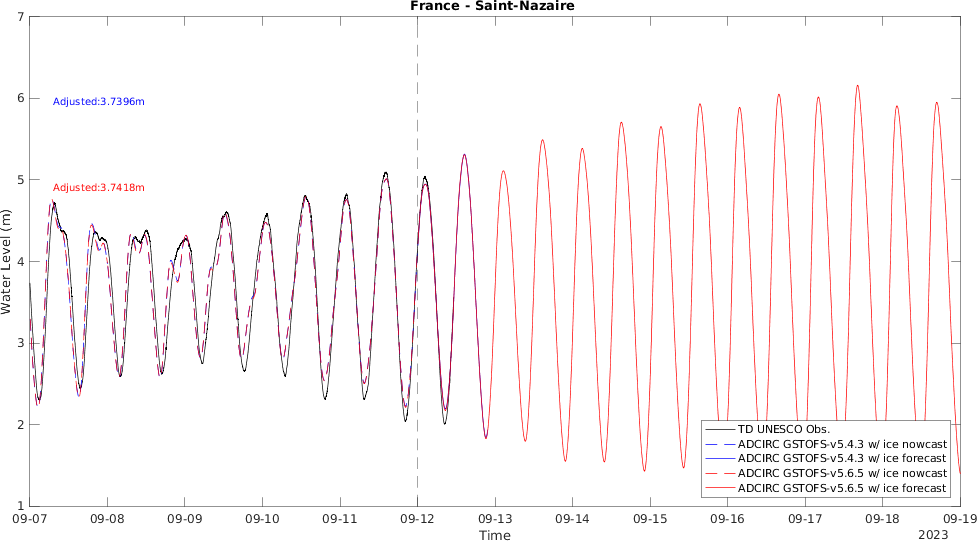 France - Saint-Nazaire
7
6
5
4
3
2
1
Water Level (m)
Adjusted:3.7396m
Adjusted:3.7418m
TD UNESCO Obs.
ADCIRC GSTOFS-v5.4.3 w/ ice nowcast
ADCIRC GSTOFS-v5.4.3 w/ ice forecast
ADCIRC GSTOFS-v5.6.5 w/ ice nowcast
ADCIRC GSTOFS-v5.6.5 w/ ice forecast
09-07 09-08 09-09 09-10 09-11 09-12 09-13 09-14 09-15 09-16 09-17 09-18 09-19
Time
2023